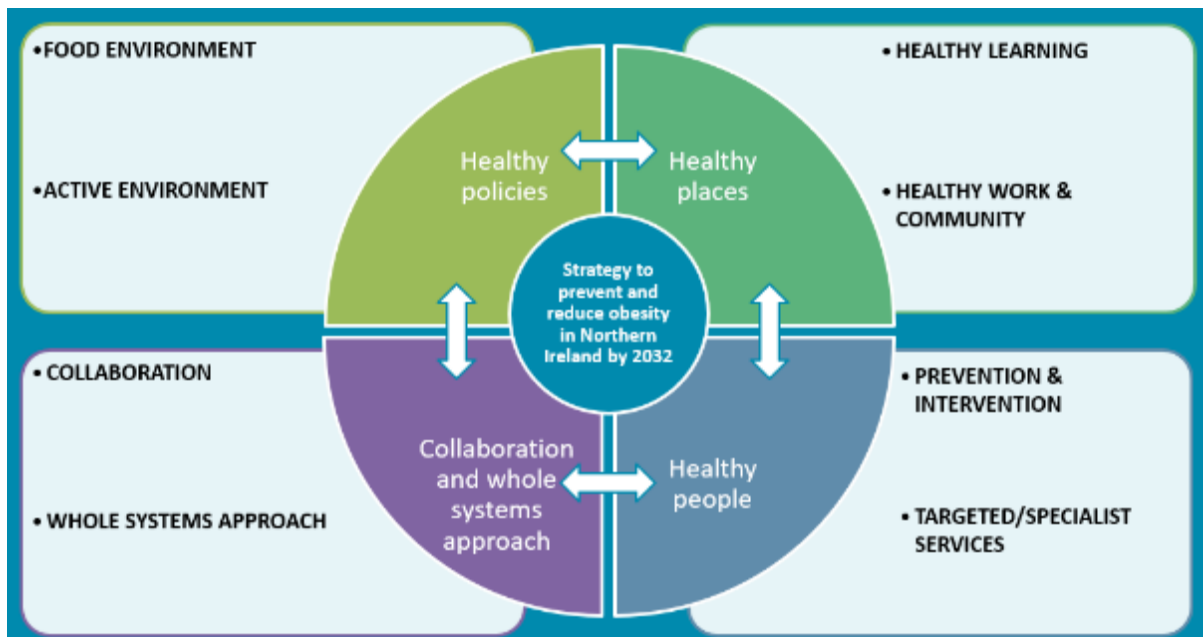 •FOOD ENVIRONMENT
•ACTIVE ENVIRONMENT
•HEALTHY LEARNING
•HEALTHY WORK &
COMMUNITY
Healthy
policies
Healthy
places
Strategy to
prevent and
reduce obesity
in Northern
Ireland by 2032
• COLLABORATION
• WHOLE SYSTEMS APPROACH
Collaboration
and whole
systems
approach
Healthy
people
• PREVENTION &
INTERVENTION
• TARGETED/SPECIALIST
SERVICES